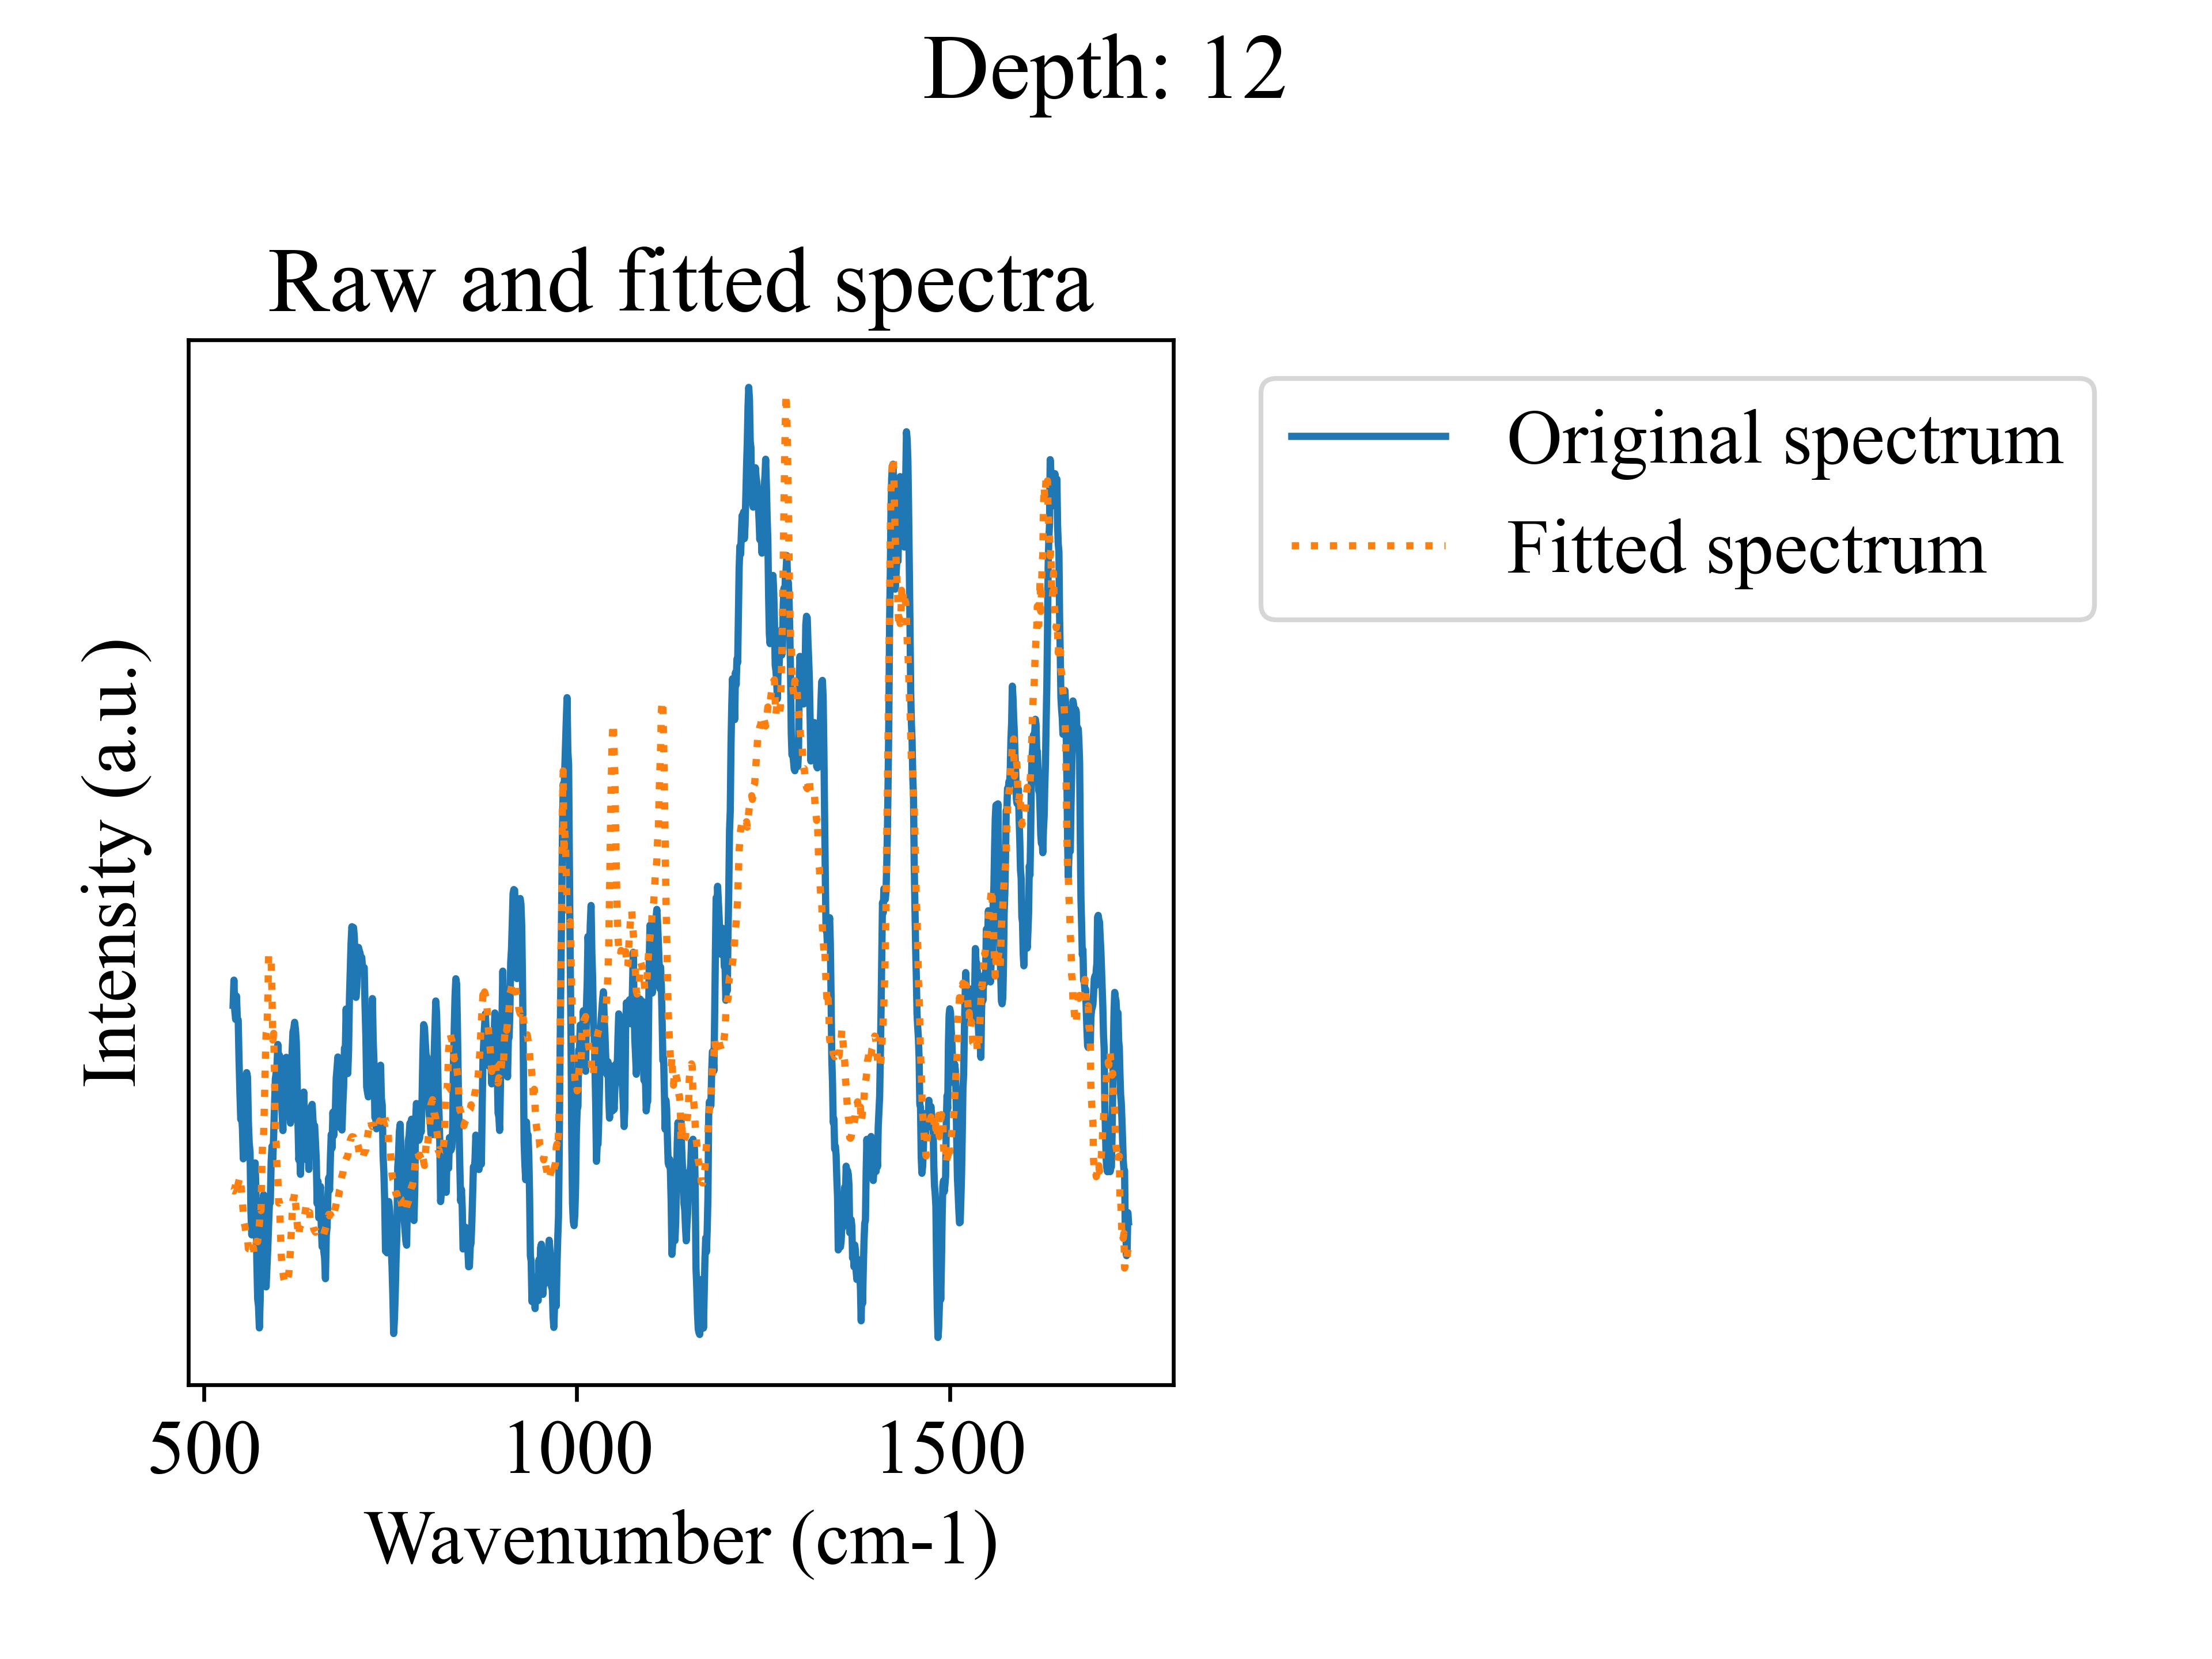 Depth: 12
Raw and fitted spectra
Original spectrum
Fitted spectrum
Intensity (a.u.)
500 1000 1500
Wavenumber (cm-1)